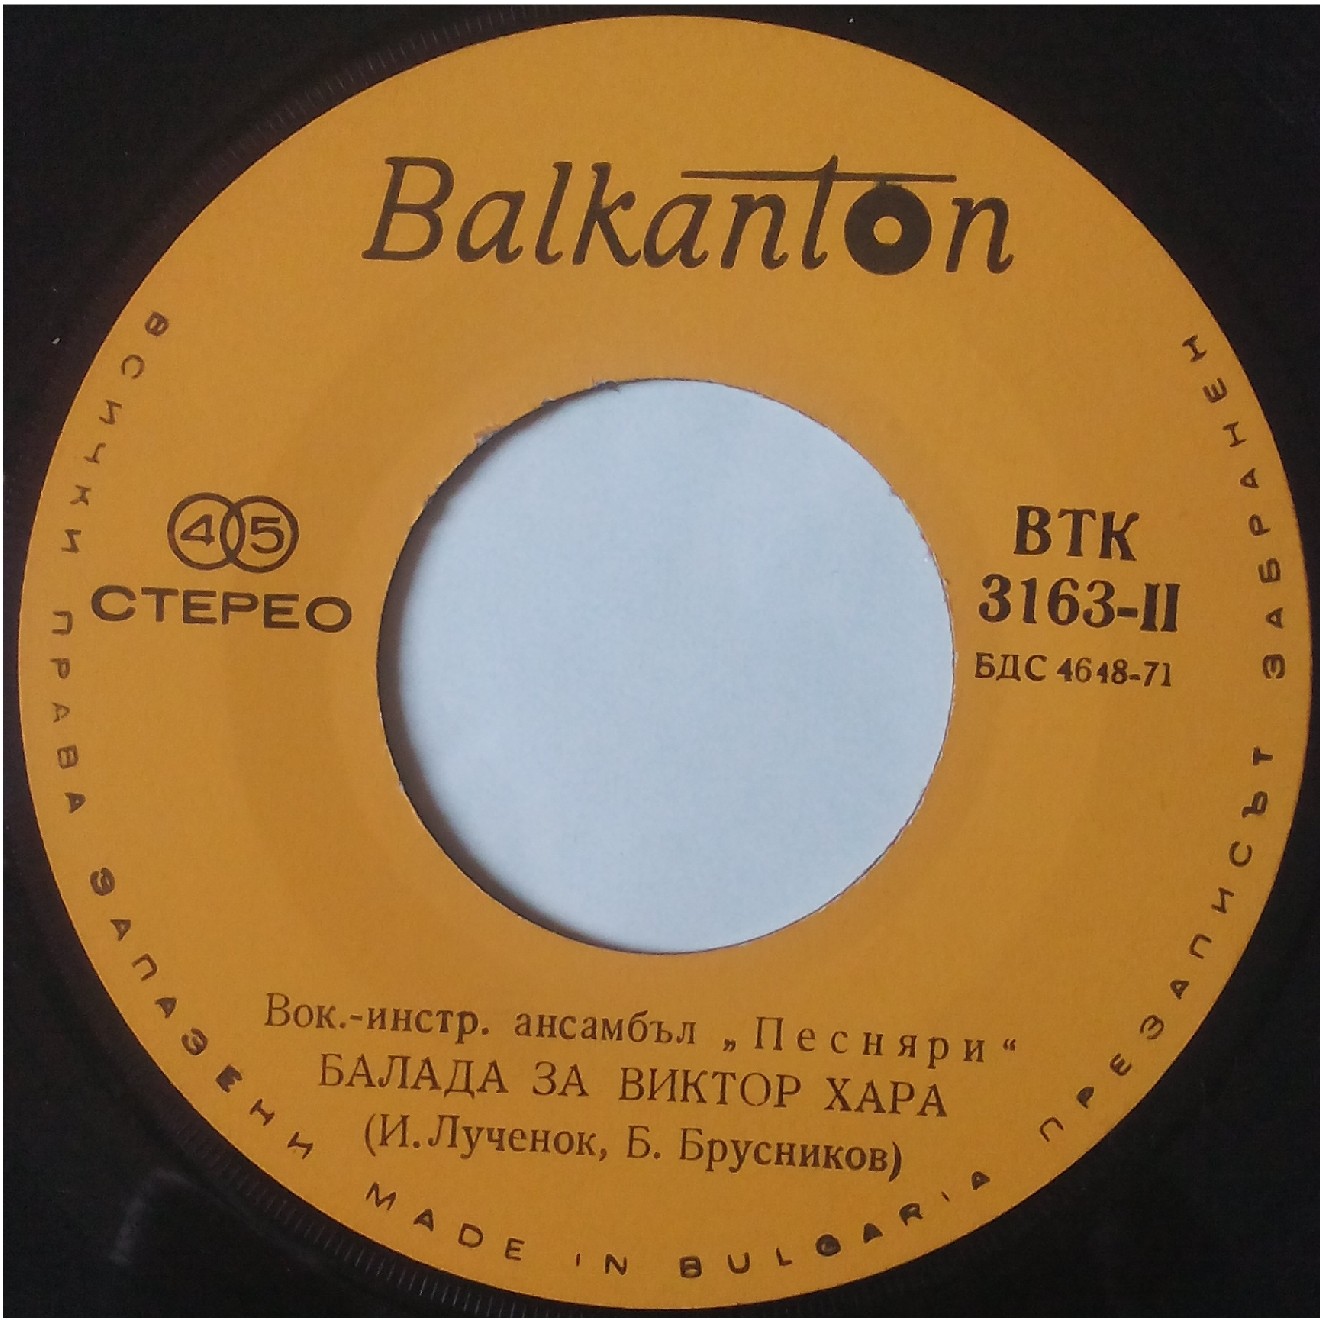 Balkanton
45
СТЕРЕО
ВТК
3163-II
БДС 4648-71
Вок.-инстр. ансамбъл „Песняри“
БАЛАДА ЗА ВИКТОР ХАРА
(И. Лученок, Б. Брусников)
ВСИЧКИ ПРАВА ЗАПАЗЕНИ MADE IN BULGARIA ПРЕЗАПИСЪТ ЗАБРАНЕН